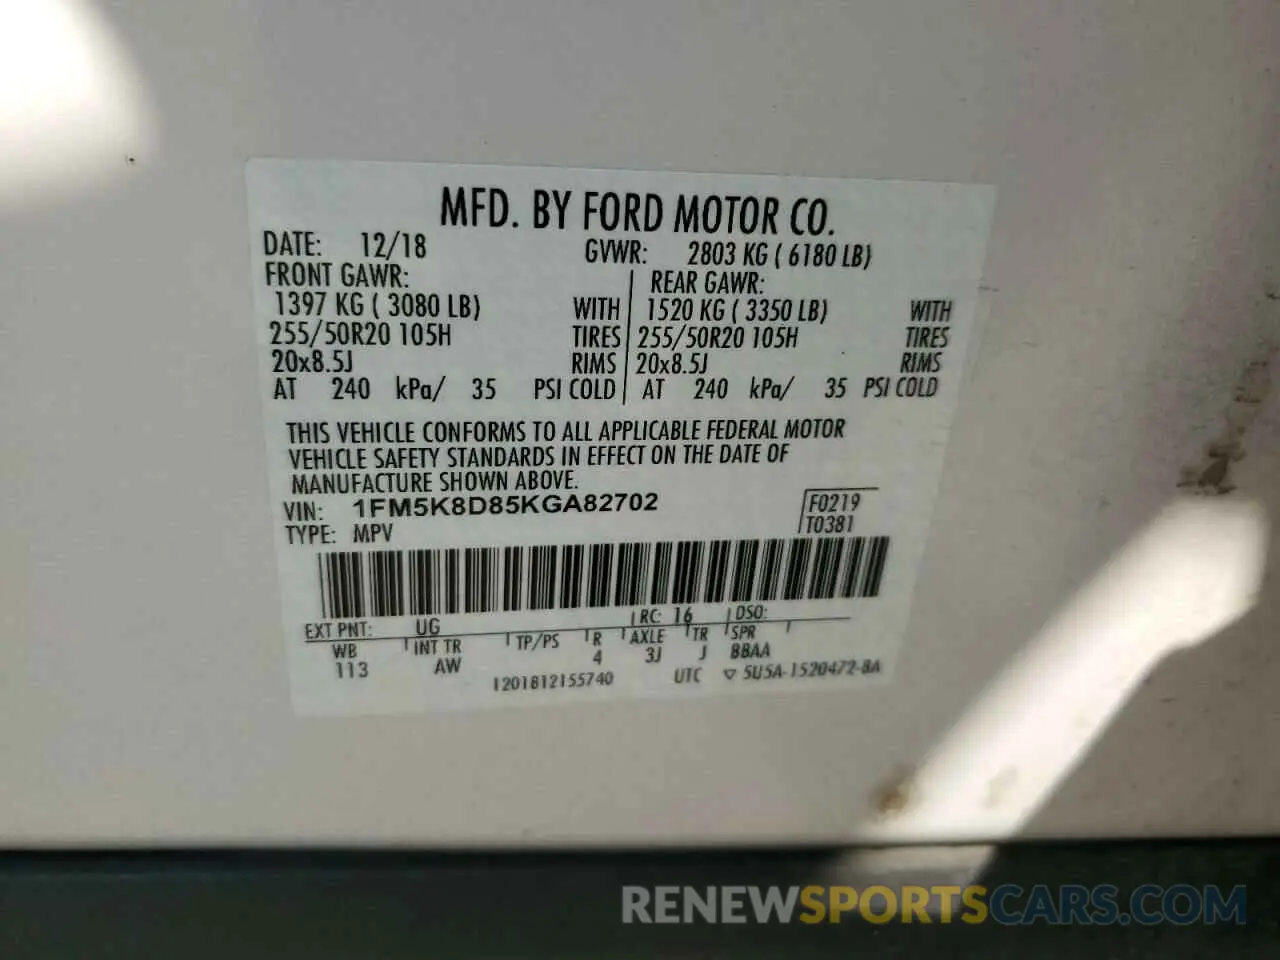 MFD. BY FORD MOTOR CO.
DATE: 12/18 GVWR: 2803 KG ( 6180 LB)
FRONT GAWR: REAR GAWR:
1397 KG ( 3080 LB) WITH 1520 KG ( 3350 LB) WITH
255/50R20 105H TIRES 255/50R20 105H TIRES
20x8.5J RIMS 20x8.5J RIMS
AT 240 kPa/ 35 PSI COLD AT 240 kPa/ 35 PSI COLD
THIS VEHICLE CONFORMS TO ALL APPLICABLE FEDERAL MOTOR
VEHICLE SAFETY STANDARDS IN EFFECT ON THE DATE OF
MANUFACTURE SHOWN ABOVE.
VIN: 1FM5K8D85KGA82702 F0219
TYPE: MPV T0381
EXT PNT: UG RC: 16 DSO:
WB INT TR TP/PS R AXLE TR SPR
113 AW 4 3J J BBAA
1201812155740 UTC ▽ 5U5A-1520472-BA
RENEWSPORTSCARS.COM